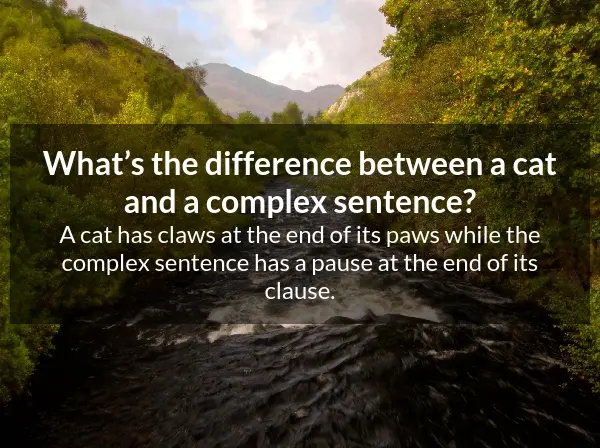 What’s the difference between a cat
and a complex sentence?
A cat has claws at the end of its paws while the
complex sentence has a pause at the end of its
clause.